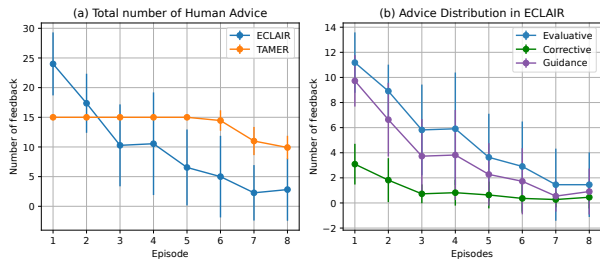 (a) Total number of Human Advice
Number of feedback
30
25
20
15
10
5
0
1 2 3 4 5 6 7 8
Episode
ECLAIR
TAMER
(b) Advice Distribution in ECLAIR
Number of feedback
14
12
10
8
6
4
2
0
−2
1 2 3 4 5 6 7 8
Episodes
Evaluative
Corrective
Guidance